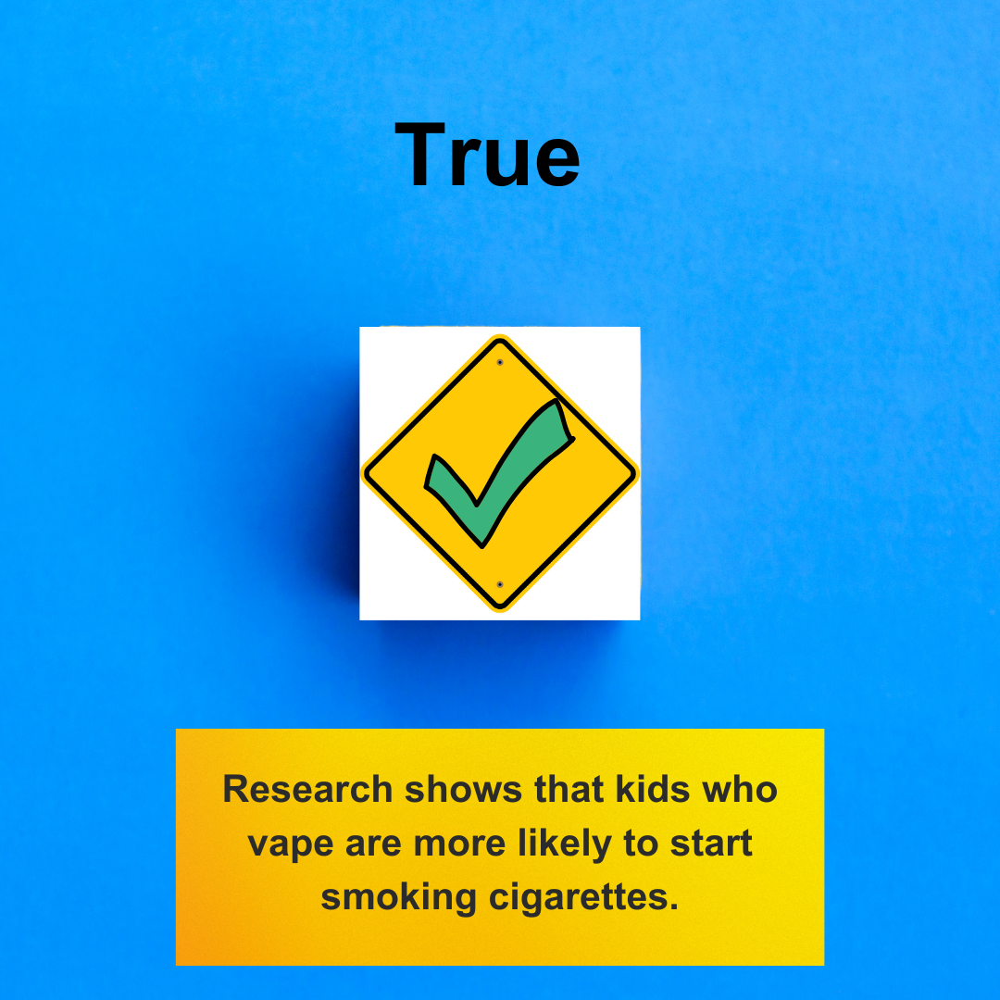 True
Research shows that kids who
vape are more likely to start
smoking cigarettes.